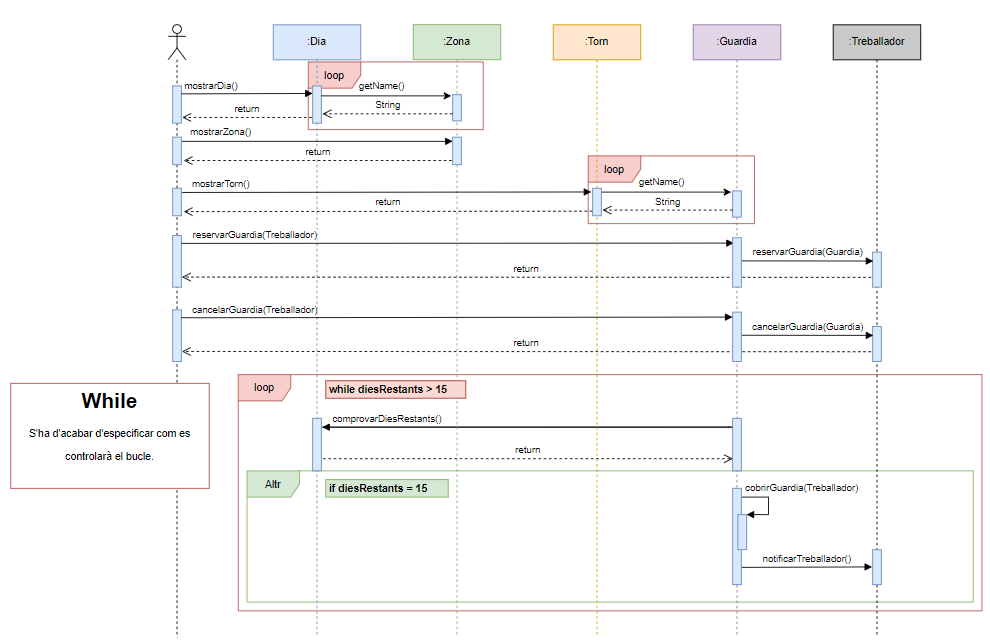 :Dia
:Zona
:Torn
:Guardia
:Treballador
loop
mostrarDia()
getName()
return
String
mostrarZona()
return
loop
mostrarTorn()
getName()
return
String
reservarGuardia(Treballador)
reservarGuardia(Guardia)
return
cancelarGuardia(Treballador)
cancelarGuardia(Guardia)
return
While
S'ha d'acabar d'especificar com es
controlarà el bucle.
loop
while diesRestants > 15
comprovarDiesRestants()
return
Altr
if diesRestants = 15
cobrirGuardia(Treballador)
notificarTreballador()